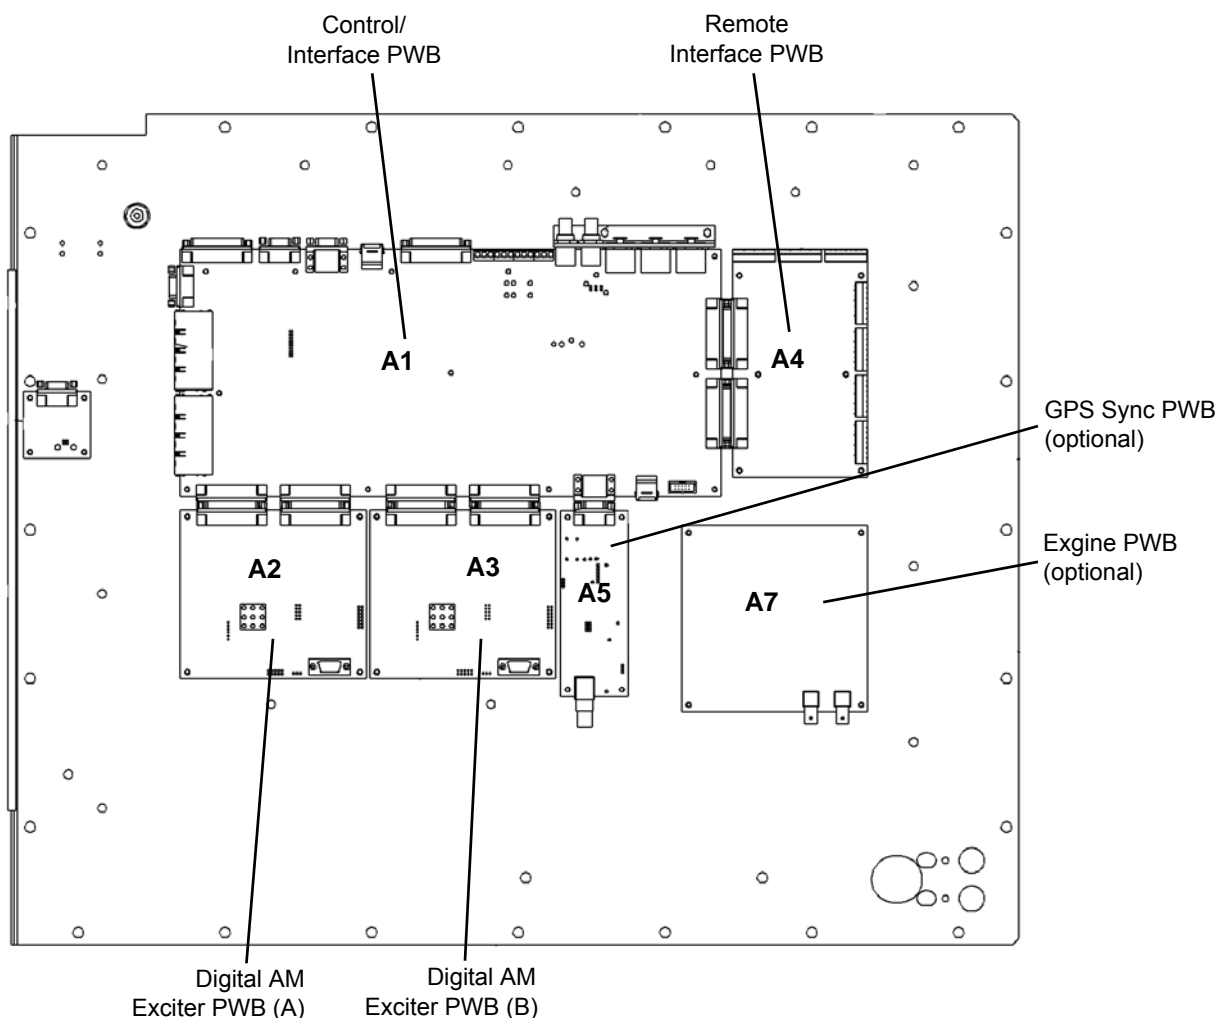 Control/
Interface PWB
Remote
Interface PWB
A1
A4
GPS Sync PWB
(optional)
Exgine PWB
(optional)
A2
A3
A5
A7
Digital AM
Exciter PWB (A)
Digital AM
Exciter PWB (B)